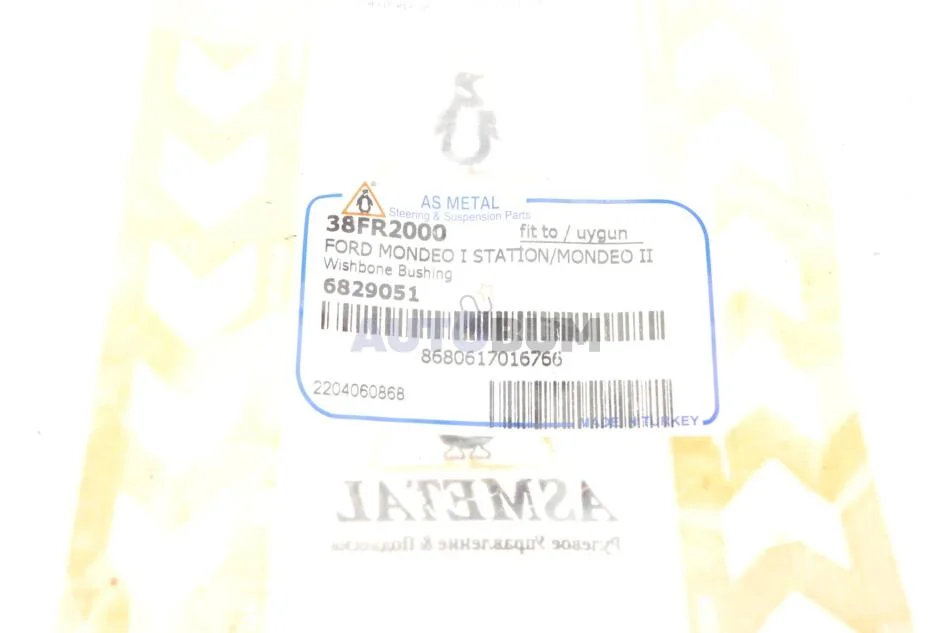 AS METAL
Steering & Suspension Parts
38FR2000 fit to / uygun
FORD MONDEO I STATION/MONDEO II
Wishbone Bushing
6829051
AUTOBUM
8680617016766
2204060868
MADE IN TURKEY
ASMETAL
Рулевое Управление & Подвеска